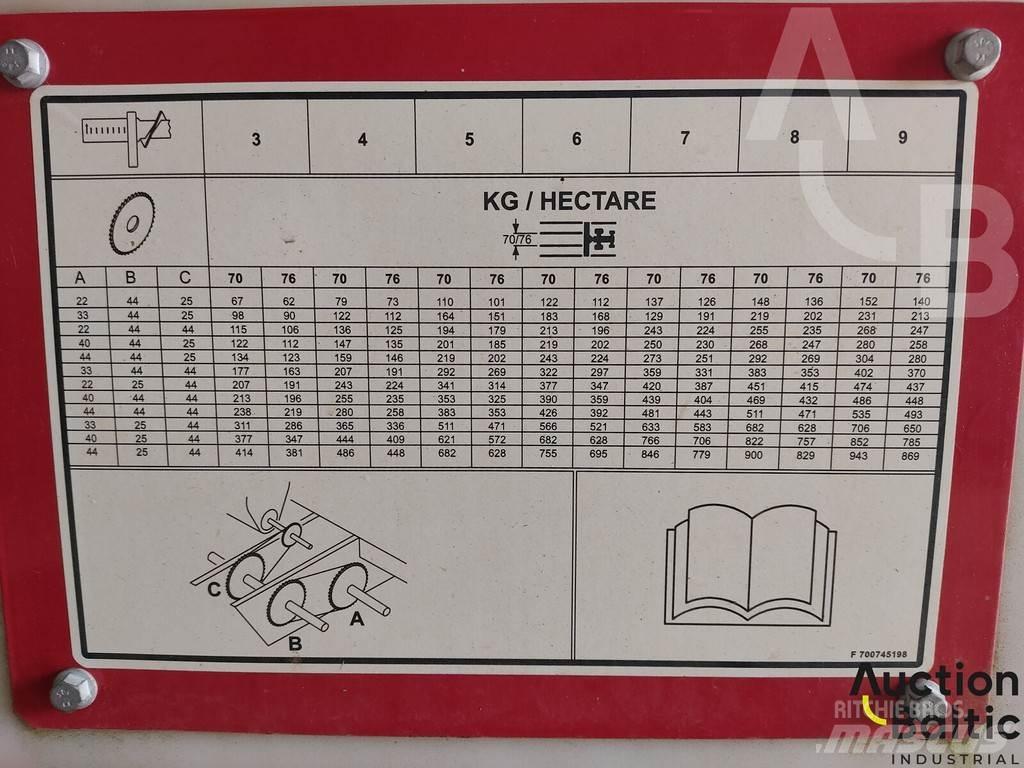 3 4 5 6 7 8 9
KG / HECTARE
70/76
A B C 70 76 70 76 70 76 70 76 70 76 70 76 70 76
22 44 25 67 62 79 73 110 101 122 112 137 126 148 136 152 140
33 44 25 98 90 122 112 164 151 183 168 129 191 219 202 231 213
22 44 44 115 106 136 125 194 179 213 196 243 224 255 235 268 247
40 44 25 122 112 147 135 201 185 219 202 250 230 268 247 280 258
44 44 25 134 123 159 146 219 202 243 224 273 251 292 269 304 280
33 44 44 177 163 207 191 292 269 322 297 359 331 383 353 402 370
22 25 44 207 191 243 224 341 314 377 347 420 387 451 415 474 437
40 44 44 213 196 255 235 353 325 390 359 439 404 469 432 486 448
44 44 44 238 219 280 258 383 353 426 392 481 443 511 471 535 493
33 25 44 311 286 365 336 511 471 566 521 633 583 682 628 706 650
40 25 44 377 347 444 409 621 572 682 628 766 706 822 757 852 785
44 25 44 414 381 486 448 682 628 755 695 846 779 900 829 943 869
C
B
A
F 700745198
AB
Auction
Baltic
INDUSTRIAL
RITCHIE BROS.
MASCUS